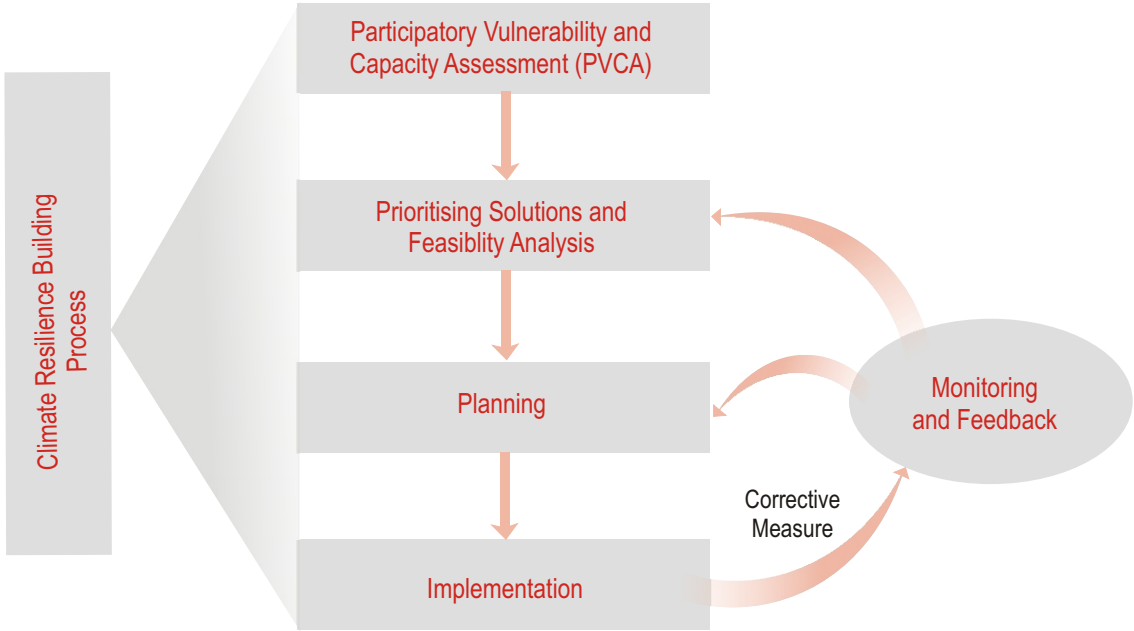 Climate Resilience Building
Process
Participatory Vulnerability and
Capacity Assessment (PVCA)
Prioritising Solutions and
Feasiblity Analysis
Planning
Implementation
Corrective
Measure
Monitoring
and Feedback